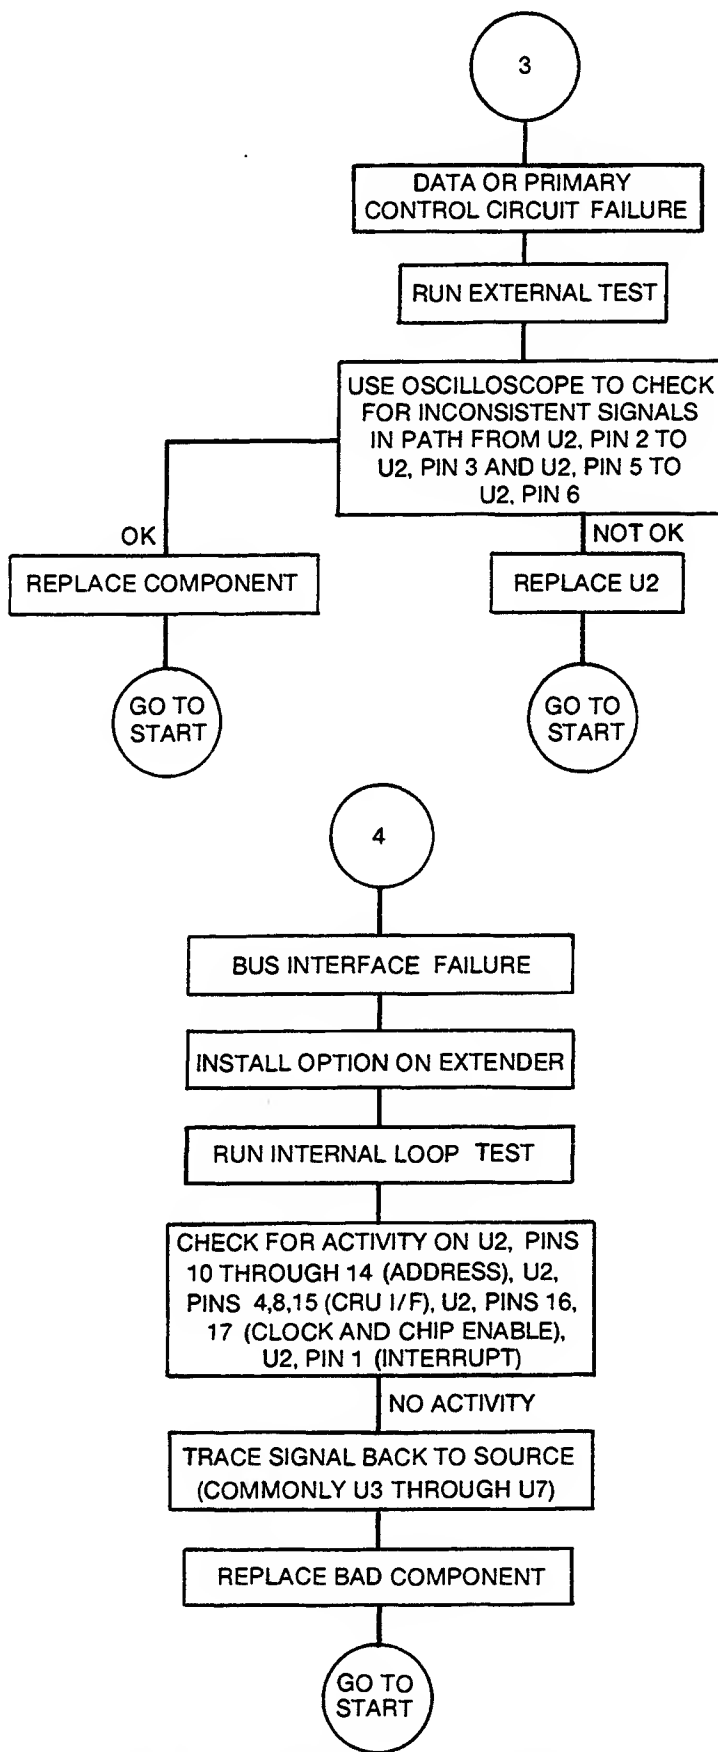 3
DATA OR PRIMARY
CONTROL CIRCUIT FAILURE
RUN EXTERNAL TEST
USE OSCILLOSCOPE TO CHECK
FOR INCONSISTENT SIGNALS
IN PATH FROM U2, PIN 2 TO
U2, PIN 3 AND U2, PIN 5 TO
U2, PIN 6
OK
NOT OK
REPLACE COMPONENT
REPLACE U2
GO TO
START
GO TO
START
4
BUS INTERFACE FAILURE
INSTALL OPTION ON EXTENDER
RUN INTERNAL LOOP TEST
CHECK FOR ACTIVITY ON U2, PINS
10 THROUGH 14 (ADDRESS), U2,
PINS 4,8,15 (CRU I/F), U2, PINS 16,
17 (CLOCK AND CHIP ENABLE),
U2, PIN 1 (INTERRUPT)
NO ACTIVITY
TRACE SIGNAL BACK TO SOURCE
(COMMONLY U3 THROUGH U7)
REPLACE BAD COMPONENT
GO TO
START